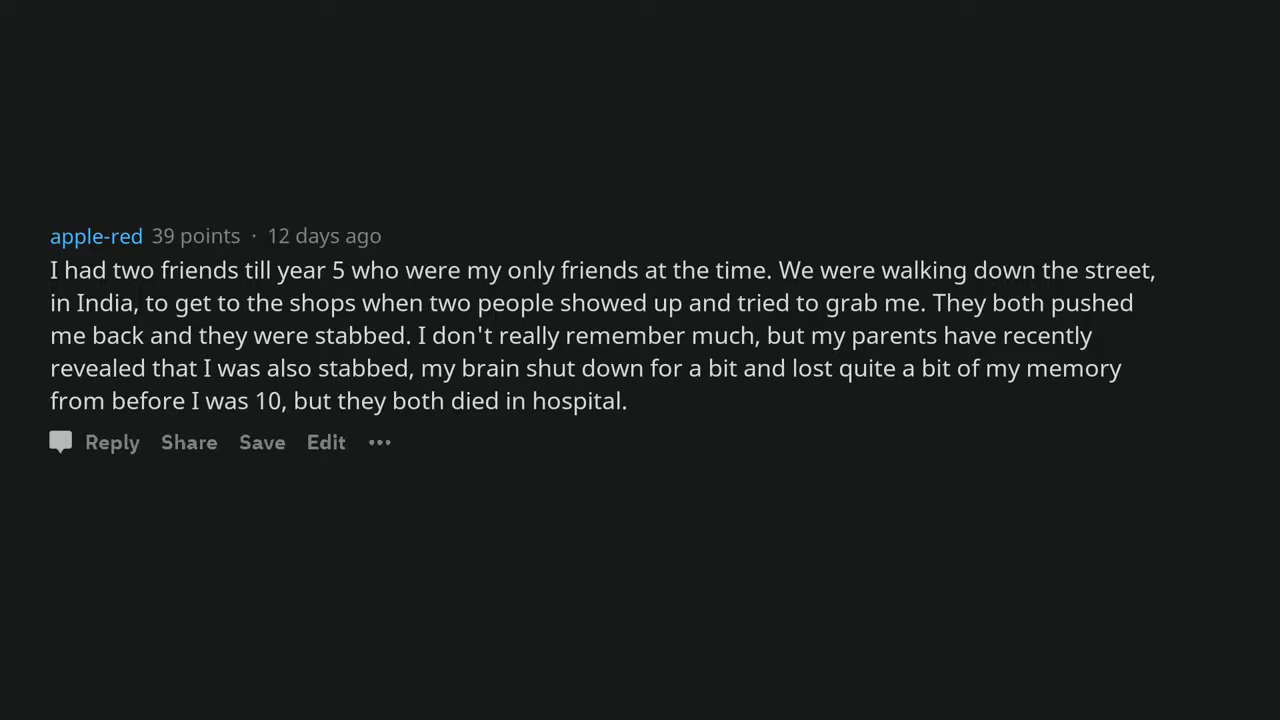 apple-red 39 points · 12 days ago
I had two friends till year 5 who were my only friends at the time. We were walking down the street,
in India, to get to the shops when two people showed up and tried to grab me. They both pushed
me back and they were stabbed. I don't really remember much, but my parents have recently
revealed that I was also stabbed, my brain shut down for a bit and lost quite a bit of my memory
from before I was 10, but they both died in hospital.
Reply Share Save Edit •••